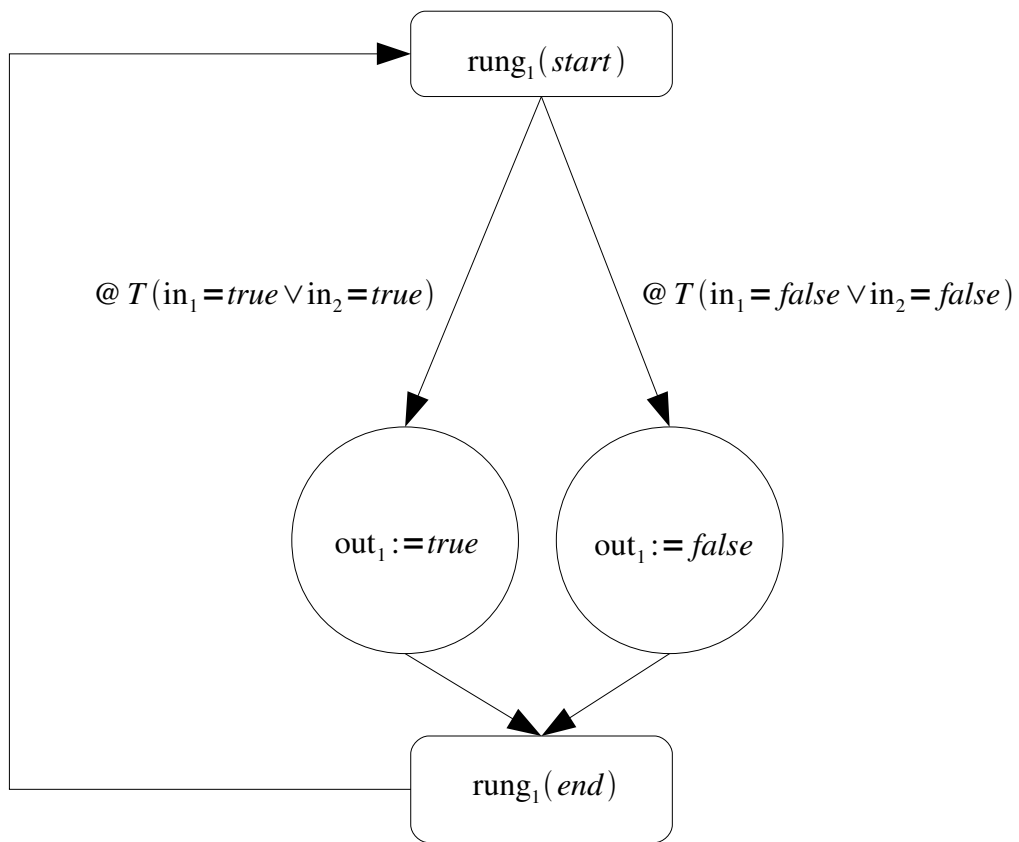 rung₁(start)
@ T(in₁=true∨in₂=true)
@ T(in₁=false∨in₂=false)
out₁:=true
out₁:=false
rung₁(end)